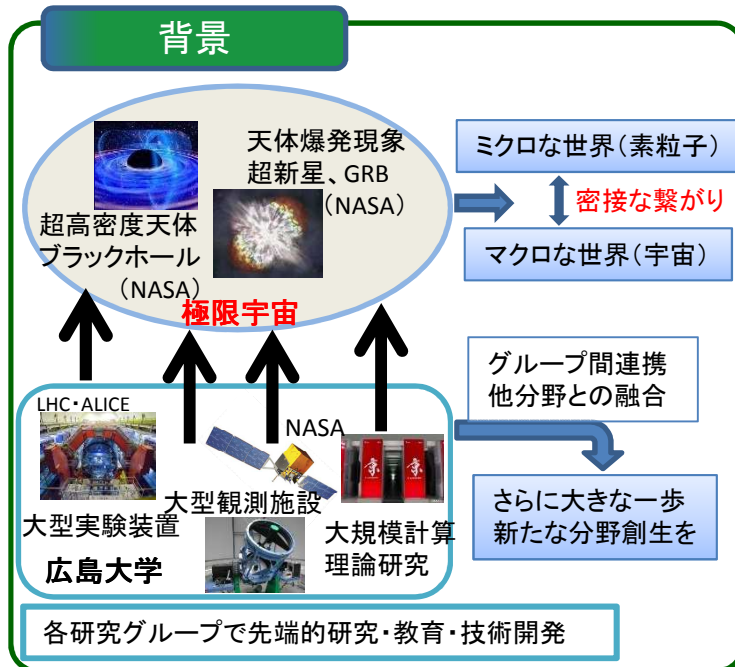 背景
天体爆発現象
超新星、GRB
(NASA)
超高密度天体
ブラックホール
(NASA)
極限宇宙
ミクロな世界(素粒子)
密接な繋がり
マクロな世界(宇宙)
グループ間連携
他分野との融合
さらに大きな一歩
新たな分野創生を
LHC・ALICE
NASA
京
京
大型観測施設
大型実験装置
大規模計算
理論研究
広島大学
各研究グループで先端的研究・教育・技術開発